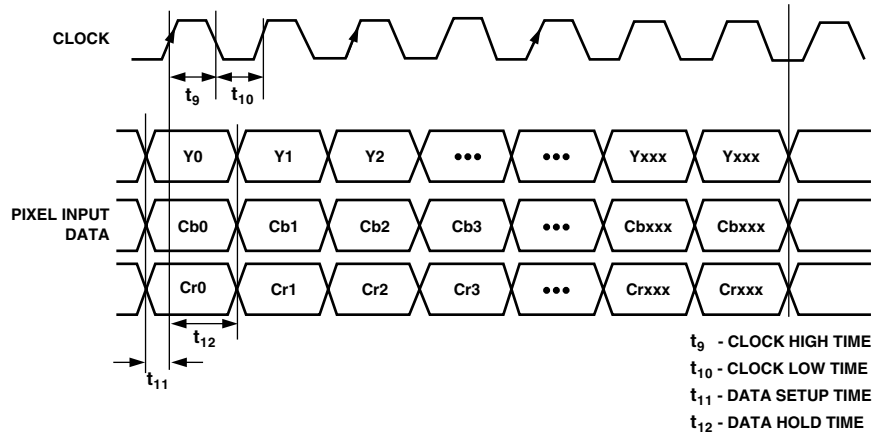 CLOCK
t9 t10
Y0 Y1 Y2 ••• ••• Yxxx Yxxx
PIXEL INPUT
DATA
Cb0 Cb1 Cb2 Cb3 ••• Cbxxx Cbxxx
Cr0 Cr1 Cr2 Cr3 ••• Crxxx Crxxx
t12
t11
t9 - CLOCK HIGH TIME
t10 - CLOCK LOW TIME
t11 - DATA SETUP TIME
t12 - DATA HOLD TIME